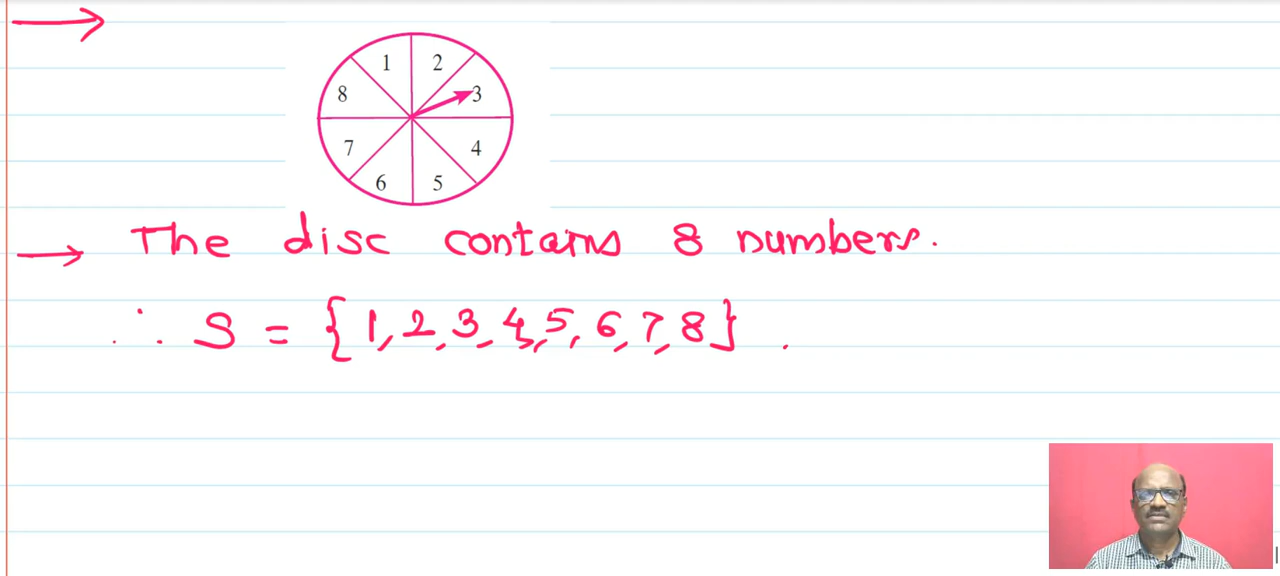 1 2
8 3
7 4
6 5
The disc contains 8 numbers.
∴ S = {1, 2, 3, 4, 5, 6, 7, 8} .